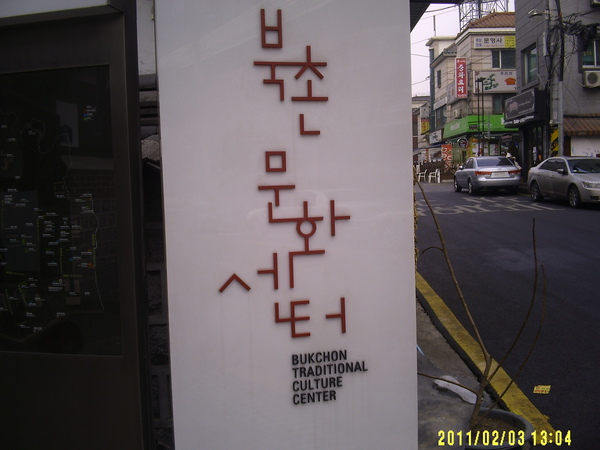 북촌
문화
센터
BUKCHON
TRADITIONAL
CULTURE
CENTER
2011/02/03 13:04